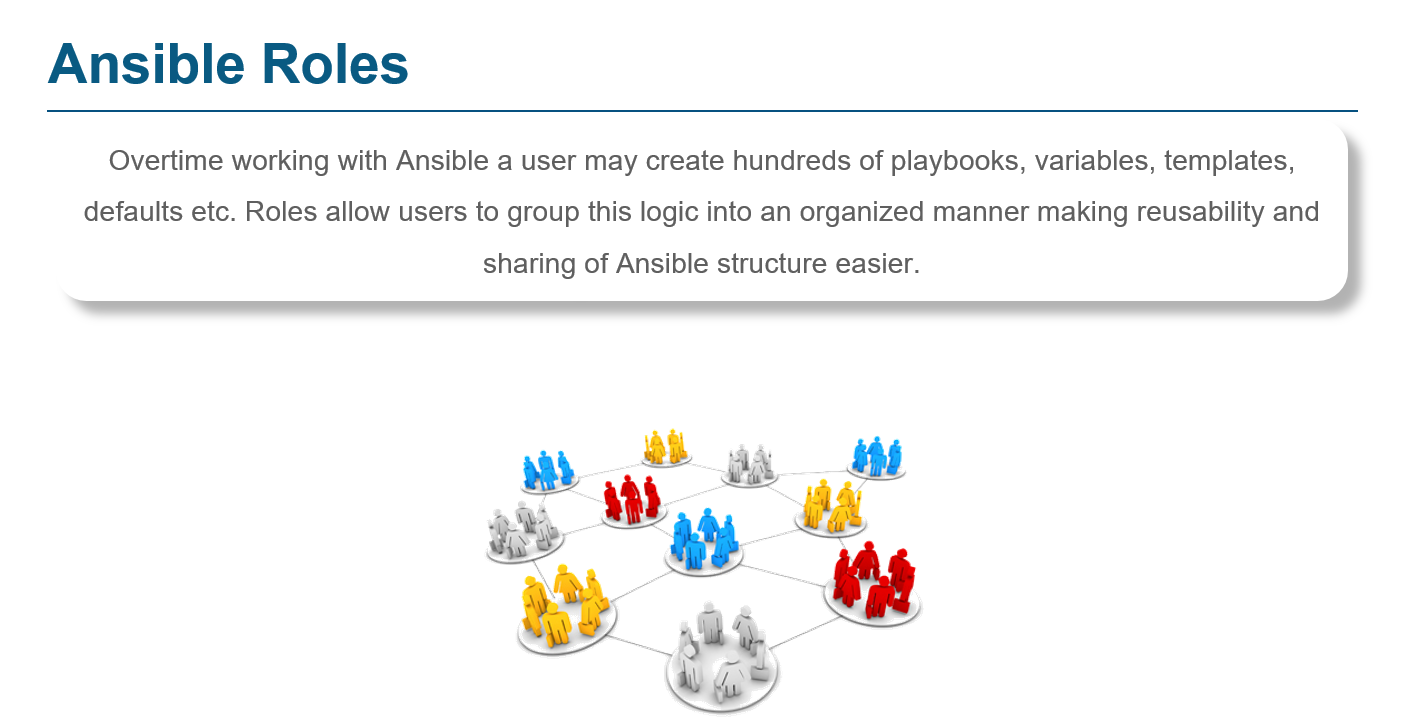 Ansible Roles
Overtime working with Ansible a user may create hundreds of playbooks, variables, templates,
defaults etc. Roles allow users to group this logic into an organized manner making reusability and
sharing of Ansible structure easier.